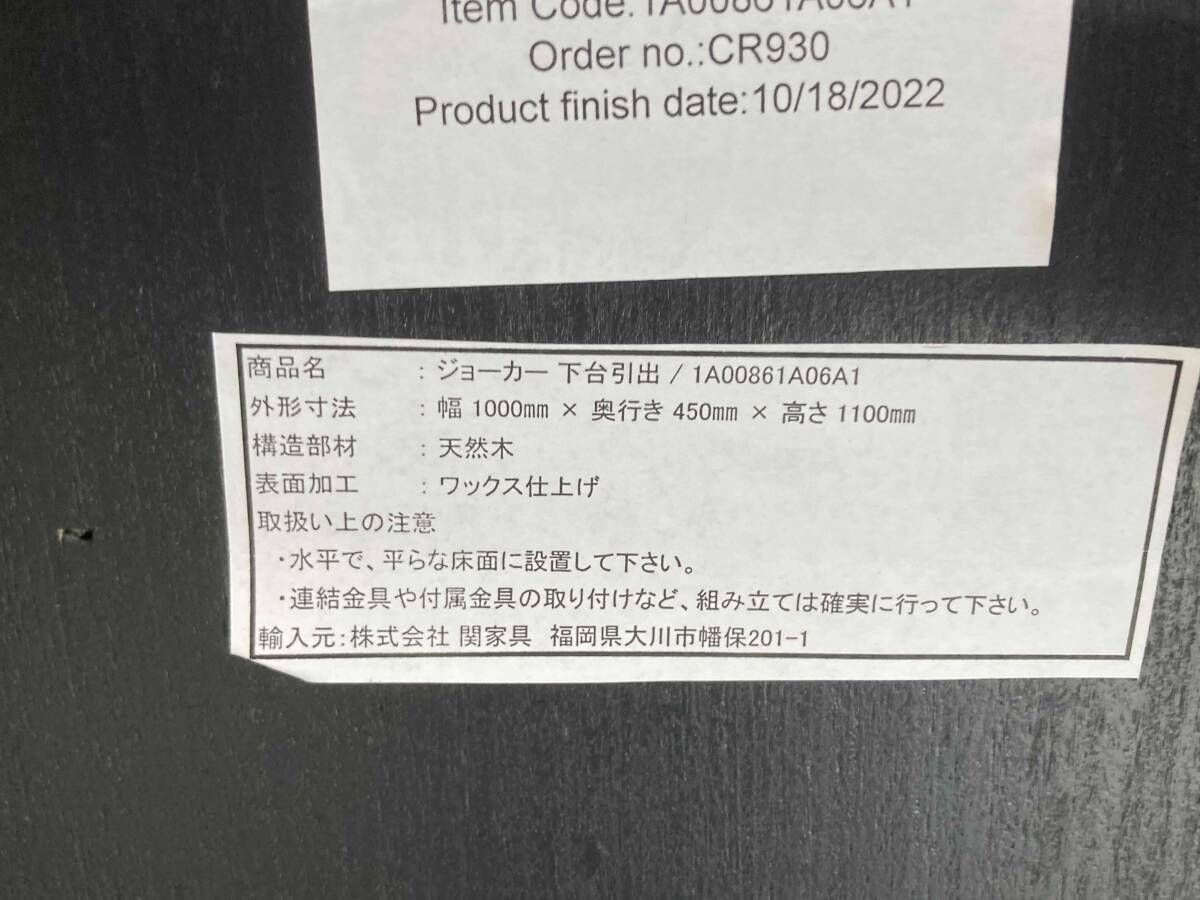 Item Code:1A00861A06A1
Order no.:CR930
Product finish date:10/18/2022
商品名 : ジョーカー 下台引出 / 1A00861A06A1
外形寸法 : 幅 1000㎜ × 奥行き 450㎜ × 高さ 1100㎜
構造部材 : 天然木
表面加工 : ワックス仕上げ
取扱い上の注意
・水平で、平らな床面に設置して下さい。
・連結金具や付属金具の取り付けなど、組み立ては確実に行って下さい。
輸入元:株式会社 関家具 福岡県大川市幡保201-1